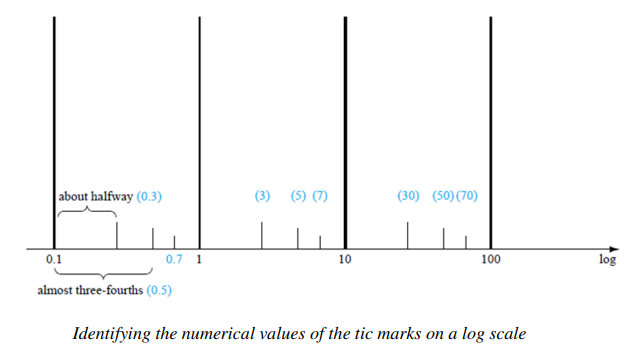 about halfway (0.3) (3) (5) (7) (30) (50) (70)
0.1 0.7 1 10 100 log
almost three-fourths (0.5)
Identifying the numerical values of the tic marks on a log scale